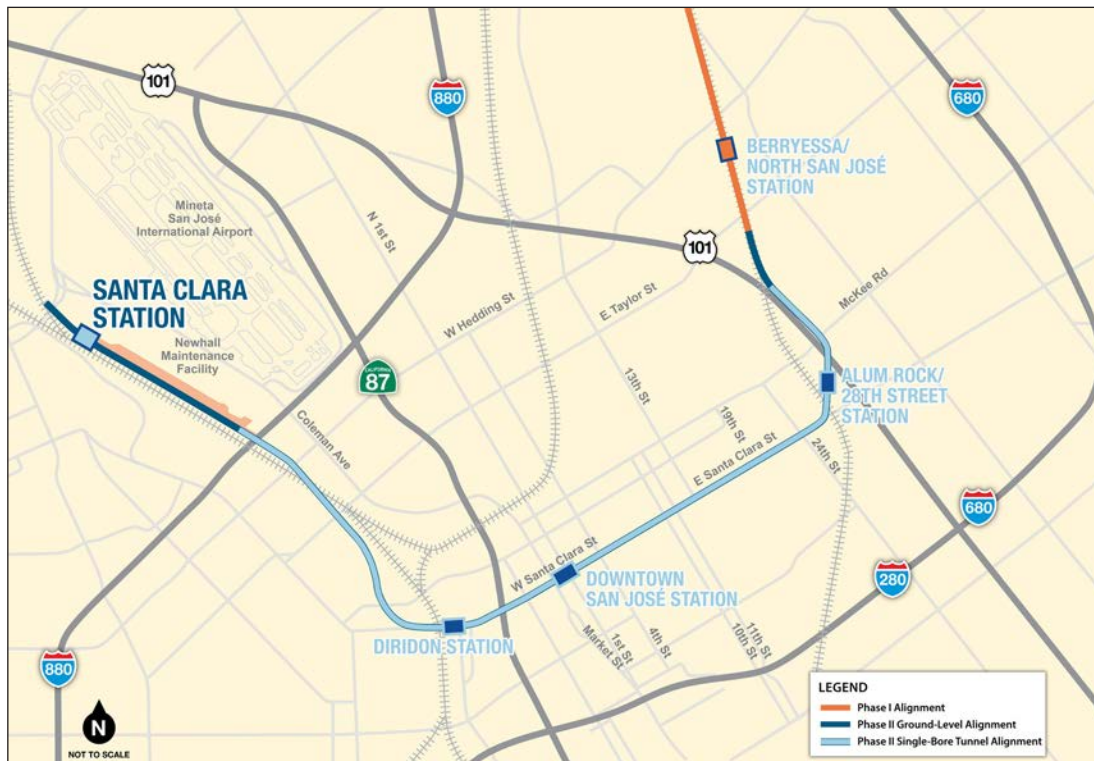 101
880
680
BERRYESSA/
NORTH SAN JOSÉ
STATION
Mineta
San José
International Airport
N 1st St
101
SANTA CLARA
STATION
W Hedding St
E Taylor St
McKee Rd
Newhall
Maintenance
Facility
CALIFORNIA
87
ALUM ROCK/
28TH STREET
STATION
13th St
19th St
Coleman Ave
E Santa Clara St
24th St
680
W Santa Clara St
DOWNTOWN
SAN JOSÉ STATION
280
DIRIDON STATION
Market St
1st St
4th St
10th St
11th St
880
N
NOT TO SCALE
LEGEND
Phase I Alignment
Phase II Ground-Level Alignment
Phase II Single-Bore Tunnel Alignment